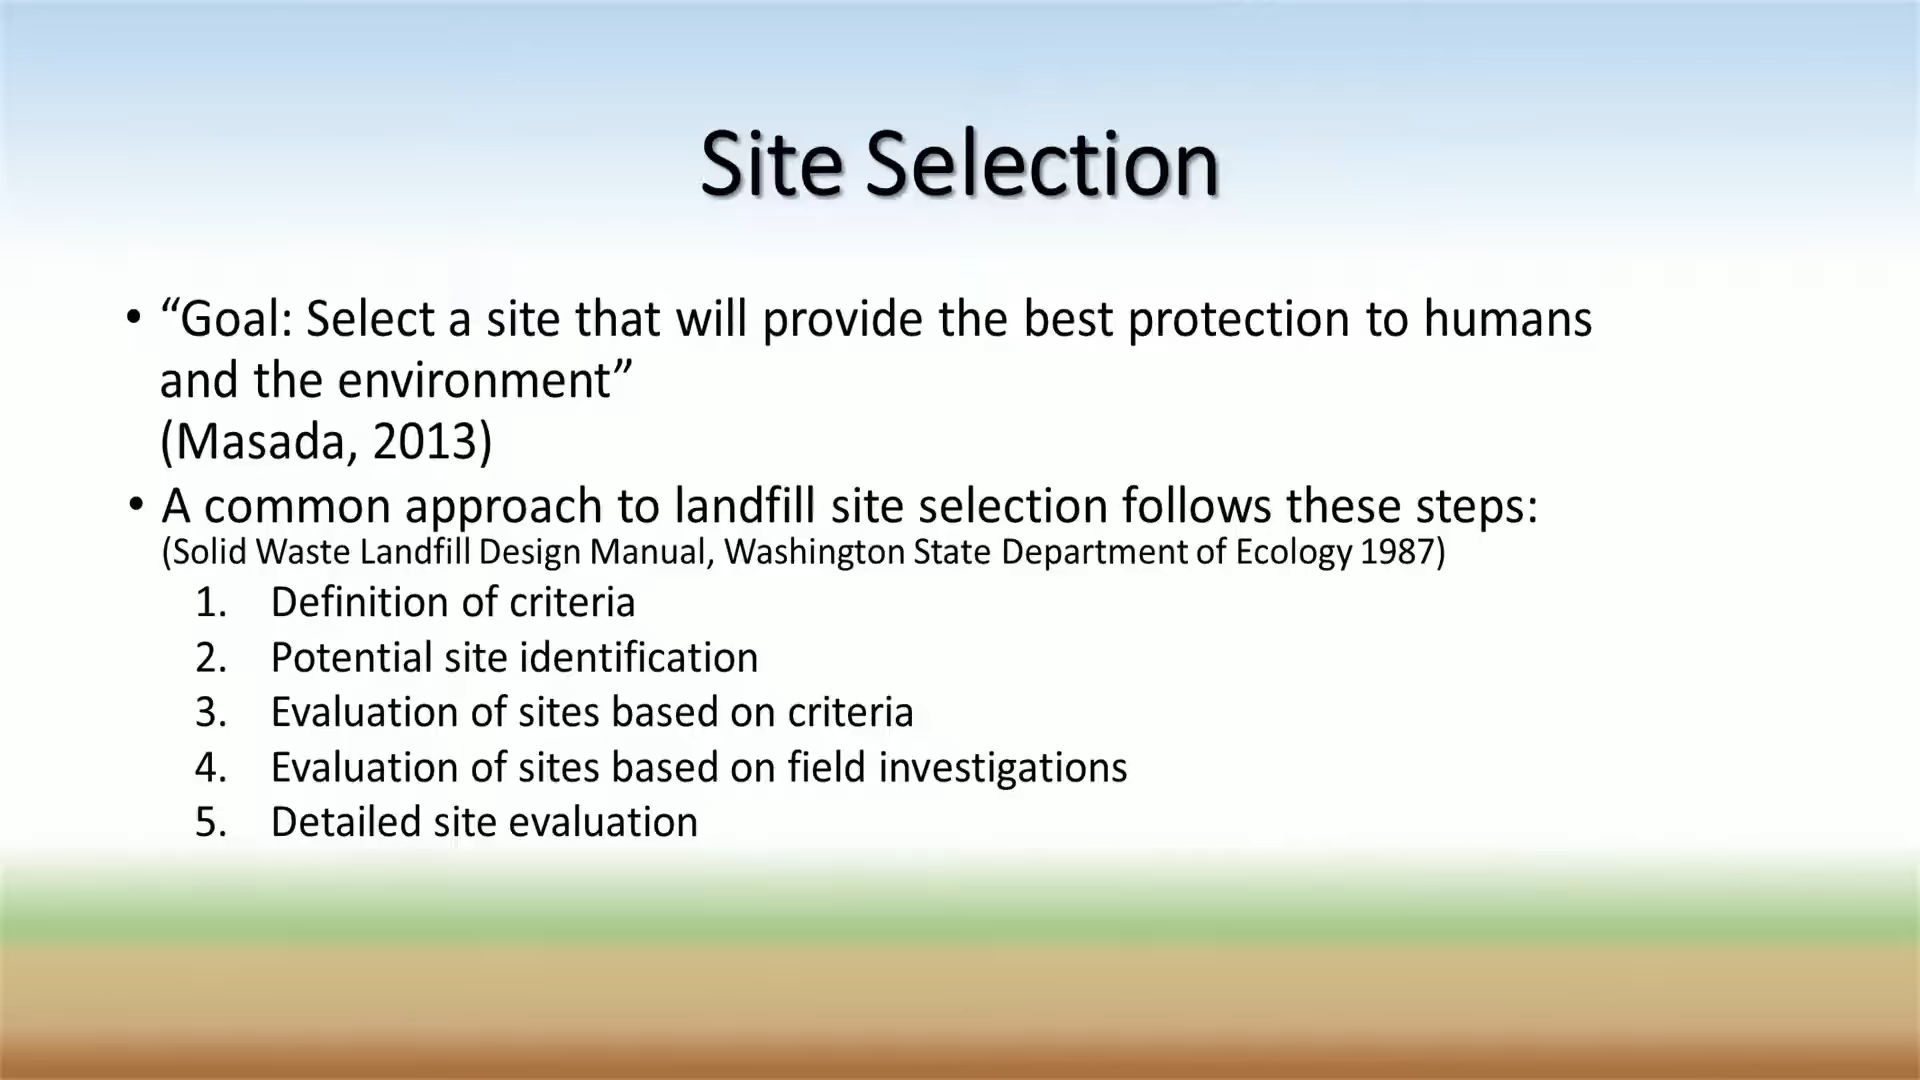 Site Selection
• “Goal: Select a site that will provide the best protection to humans
and the environment”
(Masada, 2013)
• A common approach to landfill site selection follows these steps:
(Solid Waste Landfill Design Manual, Washington State Department of Ecology 1987)
1. Definition of criteria
2. Potential site identification
3. Evaluation of sites based on criteria
4. Evaluation of sites based on field investigations
5. Detailed site evaluation